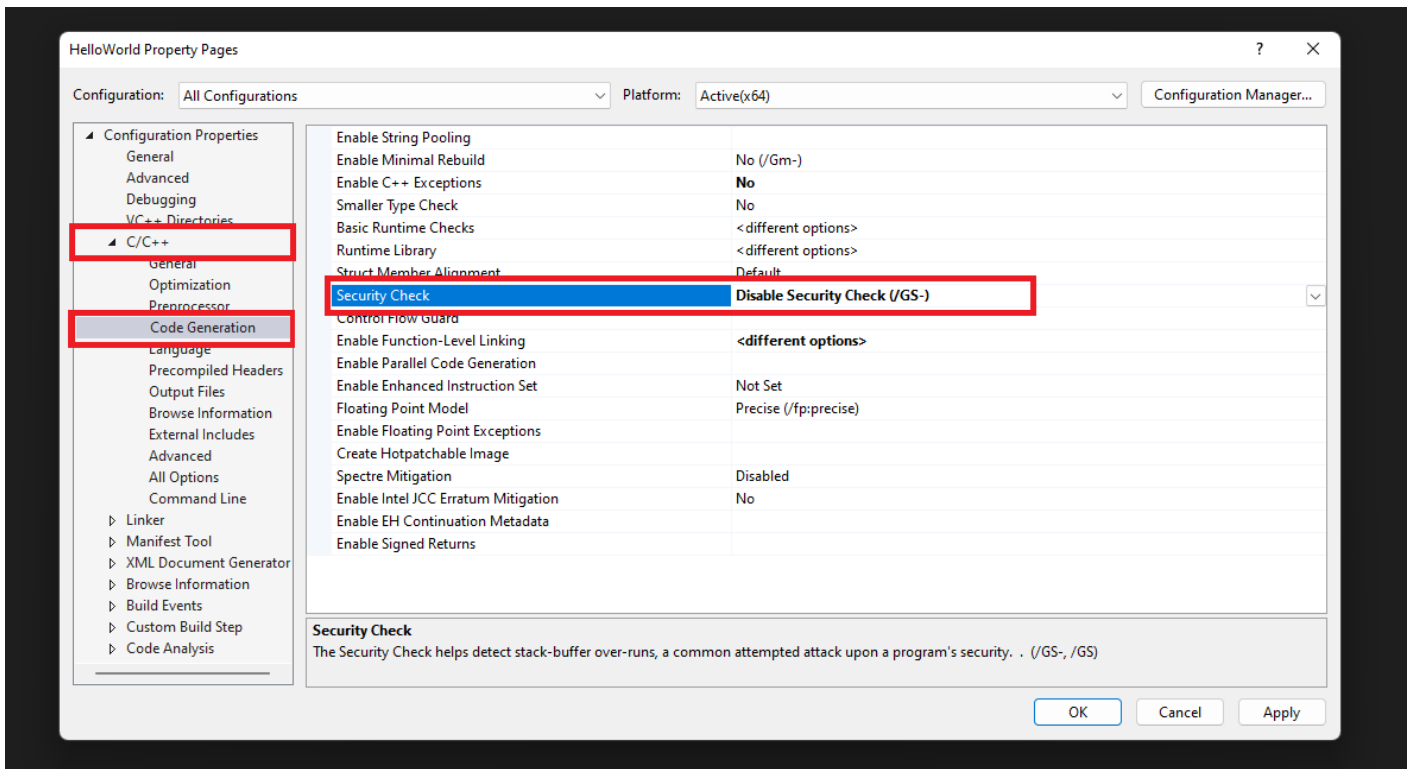 HelloWorld Property Pages ? ×
Configuration: All Configurations Platform: Active(x64) Configuration Manager...
Configuration Properties
General
Advanced
Debugging
VC++ Directories
C/C++
General
Optimization
Preprocessor
Code Generation
Language
Precompiled Headers
Output Files
Browse Information
External Includes
Advanced
All Options
Command Line
Linker
Manifest Tool
XML Document Generator
Browse Information
Build Events
Custom Build Step
Code Analysis
Enable String Pooling
Enable Minimal Rebuild No (/Gm-)
Enable C++ Exceptions No
Smaller Type Check No
Basic Runtime Checks <different options>
Runtime Library <different options>
Struct Member Alignment Default
Security Check Disable Security Check (/GS-)
Control Flow Guard
Enable Function-Level Linking <different options>
Enable Parallel Code Generation
Enable Enhanced Instruction Set Not Set
Floating Point Model Precise (/fp:precise)
Enable Floating Point Exceptions
Create Hotpatchable Image
Spectre Mitigation Disabled
Enable Intel JCC Erratum Mitigation No
Enable EH Continuation Metadata
Enable Signed Returns
Security Check
The Security Check helps detect stack-buffer over-runs, a common attempted attack upon a program's security. . (/GS-, /GS)
OK Cancel Apply